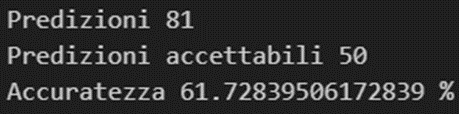 Predizioni 81
Predizioni accettabili 50
Accuratezza 61.72839506172839 %